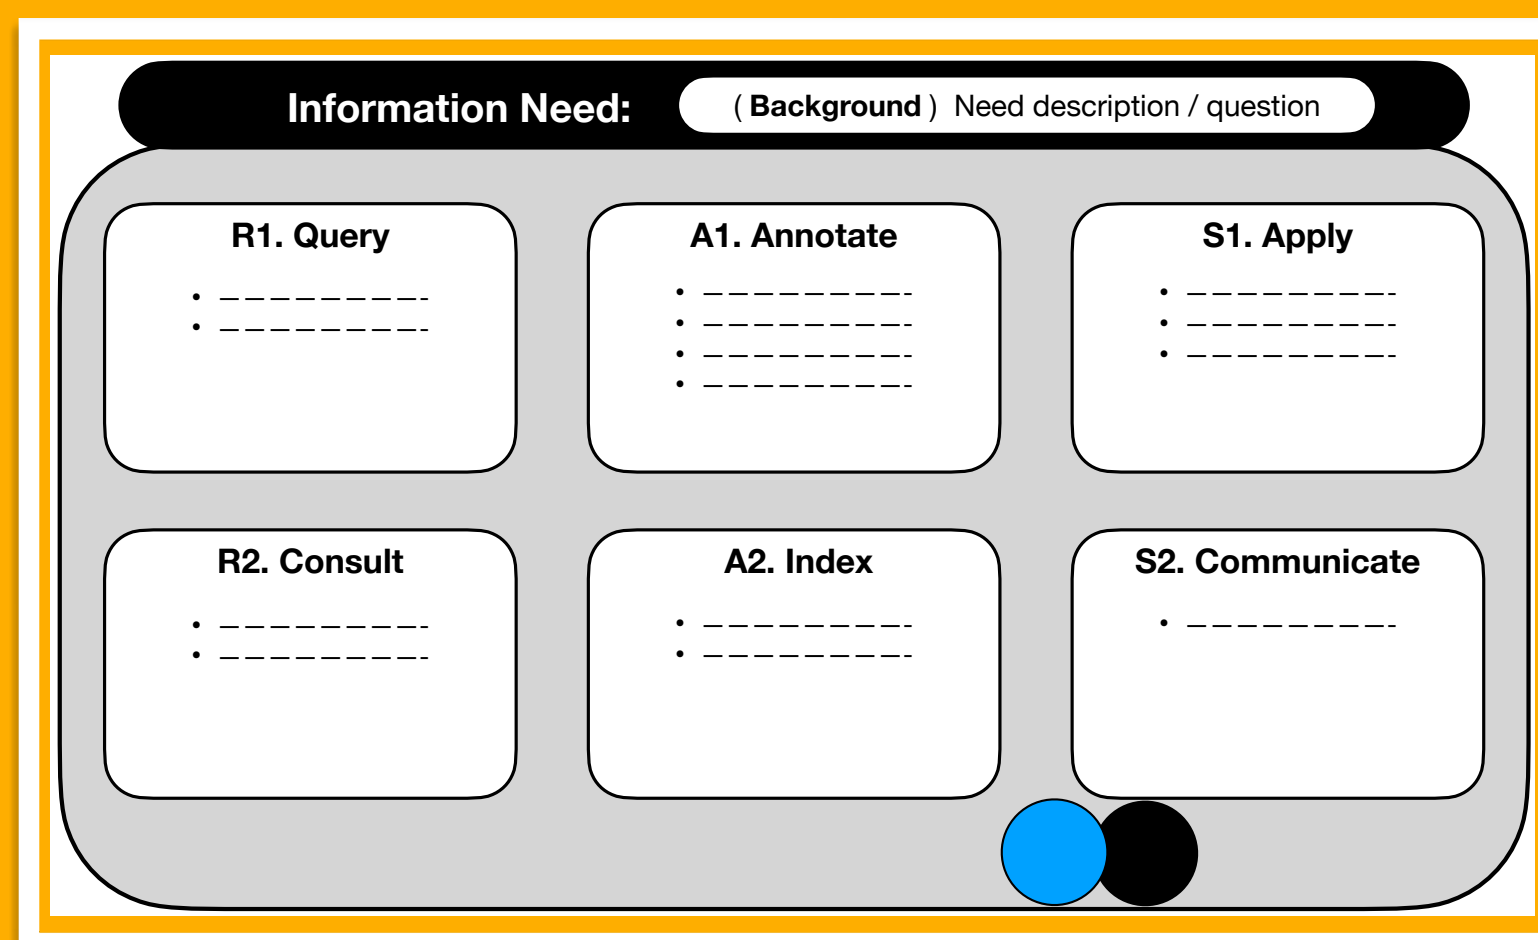 Information Need: ( Background ) Need description / question
R1. Query
A1. Annotate
S1. Apply
R2. Consult
A2. Index
S2. Communicate